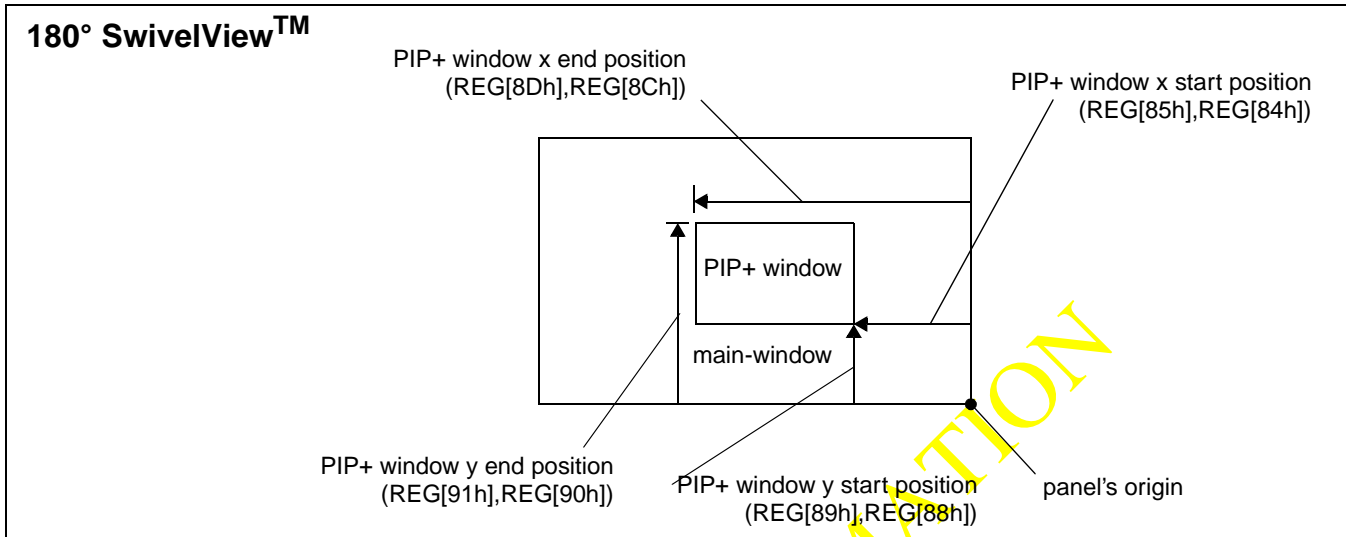 180° SwivelView™
PIP+ window x end position
(REG[8Dh],REG[8Ch])
PIP+ window x start position
(REG[85h],REG[84h])
PIP+ window
main-window
PIP+ window y end position
(REG[91h],REG[90h])
PIP+ window y start position
(REG[89h],REG[88h])
panel's origin
MATION